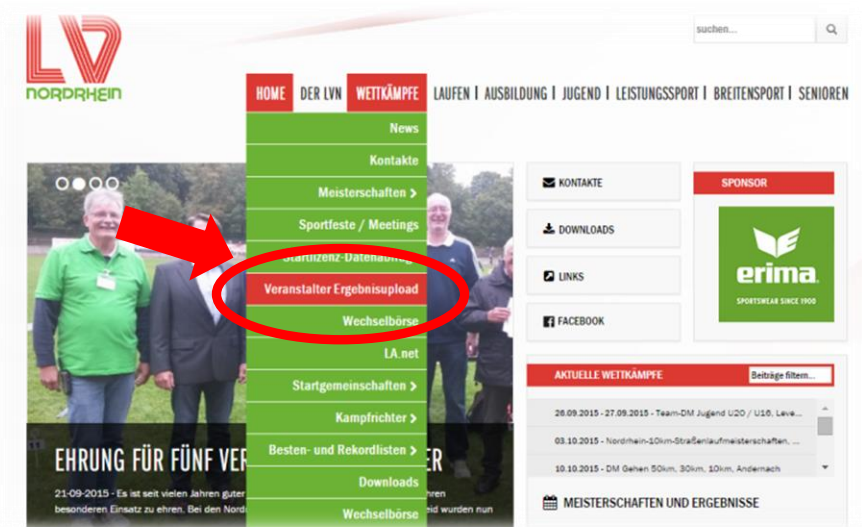 suchen...
LV
NORDRHEIN
HOME DER LVN WETTKÄMPFE LAUFEN | AUSBILDUNG | JUGEND | LEISTUNGSSPORT | BREITENSPORT | SENIOREN
News
Kontakte
Meisterschaften >
Sportfeste / Meetings
Startlizenz-Datenabfrage
Veranstalter Ergebnisupload
Wechselbörse
LA.net
Startgemeinschaften >
Kampfrichter >
Besten- und Rekordlisten >
Downloads
Wechselbörse
EHRUNG FÜR FÜNF VER ER
21-09-2015 - Es ist seit vielen Jahren guter hren
besonderen Einsatz zu ehren. Bei den Nord eid wurden nun
KONTAKTE
DOWNLOADS
LINKS
FACEBOOK
SPONSOR
erima
SPORTSWEAR SINCE 1900
AKTUELLE WETTKÄMPFE Beiträge filtern...
26.09.2015 - 27.09.2015 - Team-DM Jugend U20 / U16, Leve...
03.10.2015 - Nordrhein-10km-Straßenlaufmeisterschaften, ...
10.10.2015 - DM Gehen 50km, 30km, 10km, Andernach
MEISTERSCHAFTEN UND ERGEBNISSE